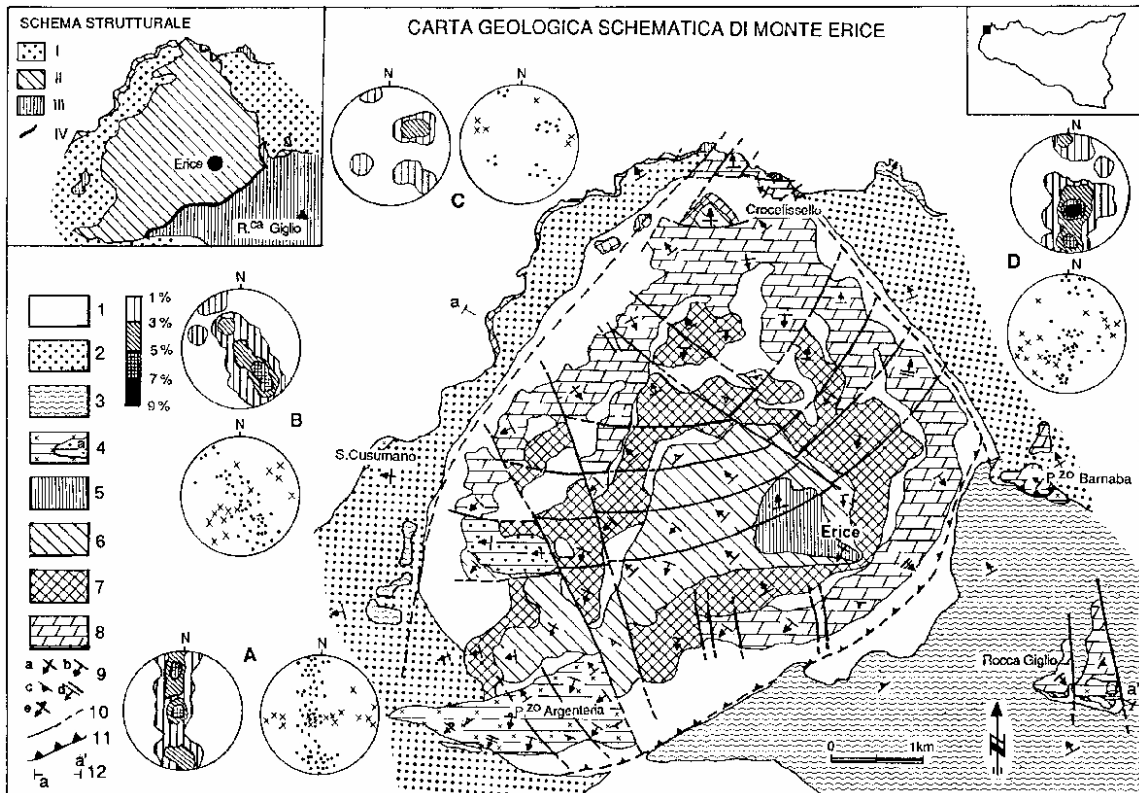 SCHEMA STRUTTURALE
I
II
III
IV
Erice
R.ca Giglio
CARTA GEOLOGICA SCHEMATICA DI MONTE ERICE
N
N
C
N
D
Crocefissello
a
1
2
3
4
a
5
6
7
8
1%
3%
5%
7%
9%
N
B
N
S.Cusumano
Pzo Barnaba
Erice
Rocca Giglio
a'
Pzo Argenteria
N
A
a
b
c
d
e
9
10
11
a
a'
12
0
1km
N